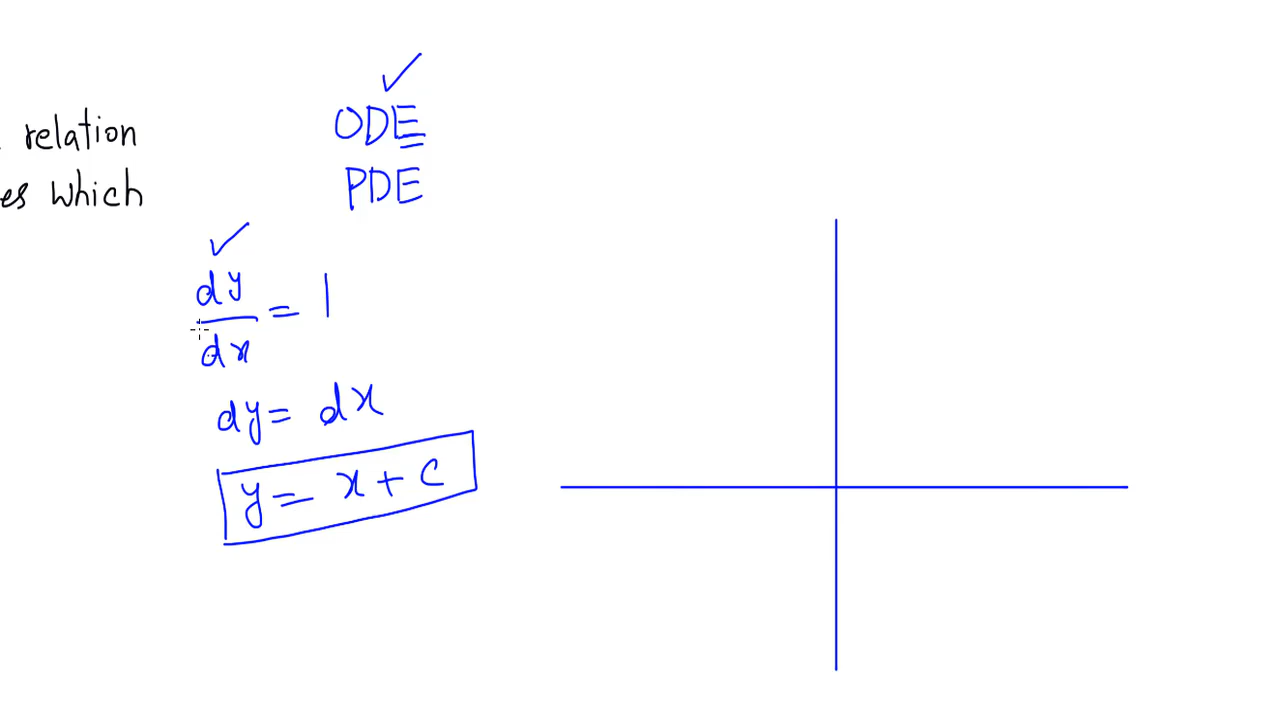 relation
es which
✓
ODE
PDE
✓
dy/dx = 1
dy = dx
y = x + c